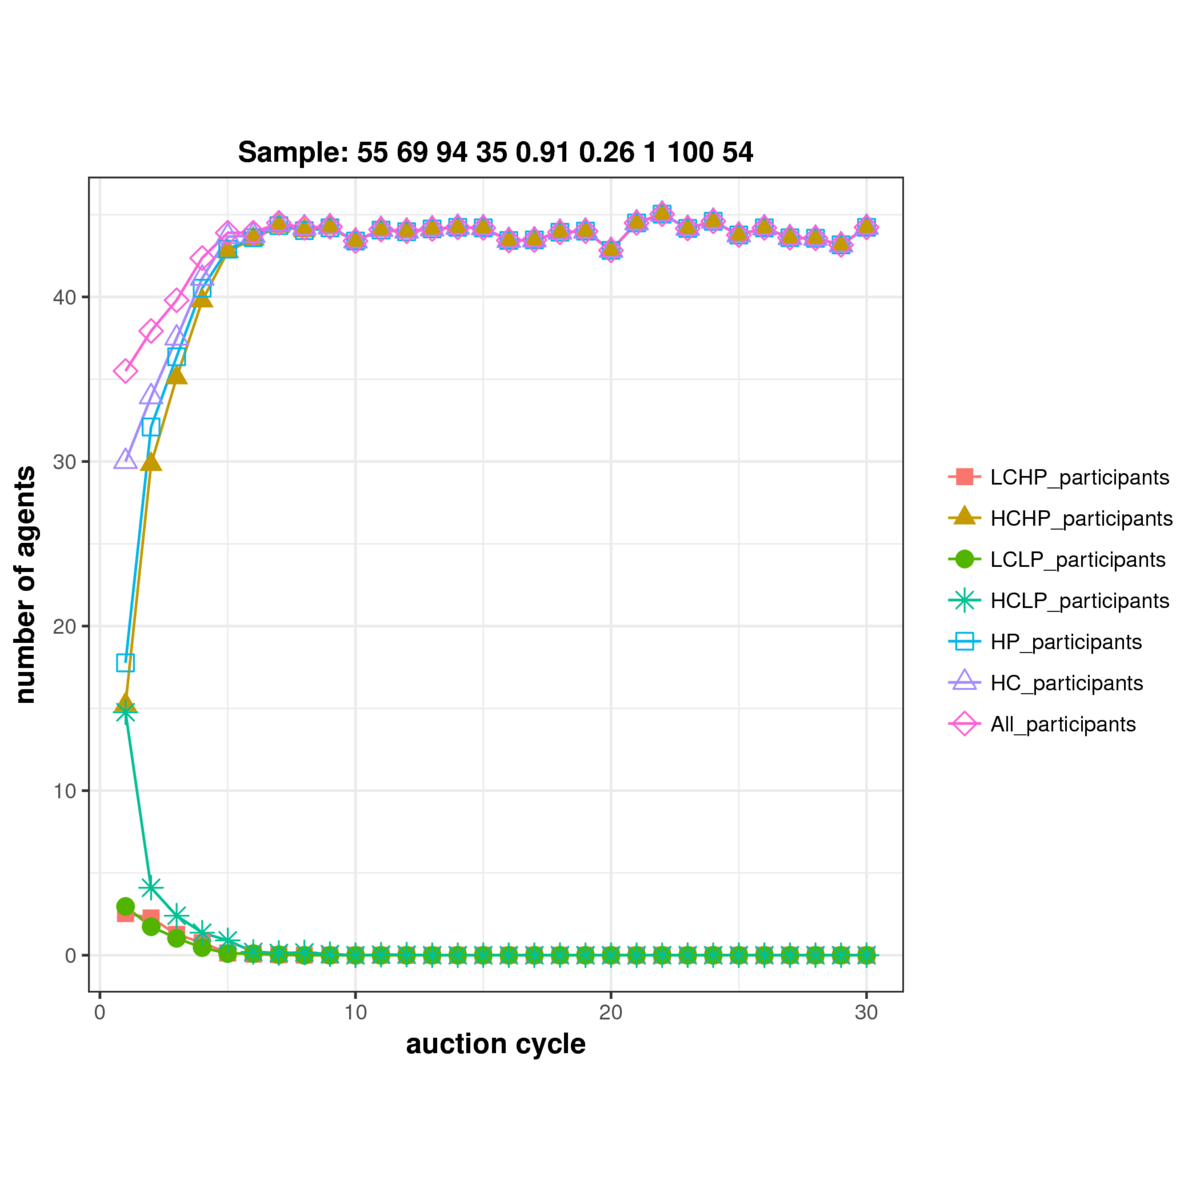 Sample: 55 69 94 35 0.91 0.26 1 100 54
40
30
20
10
0
number of agents
0 10 20 30
auction cycle
LCHP_participants
HCHP_participants
LCLP_participants
HCLP_participants
HP_participants
HC_participants
All_participants